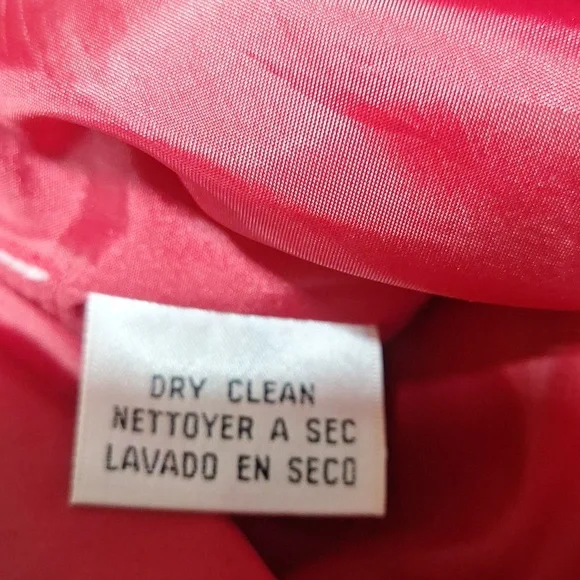 DRY CLEAN
NETTOYER A SEC
LAVADO EN SECO